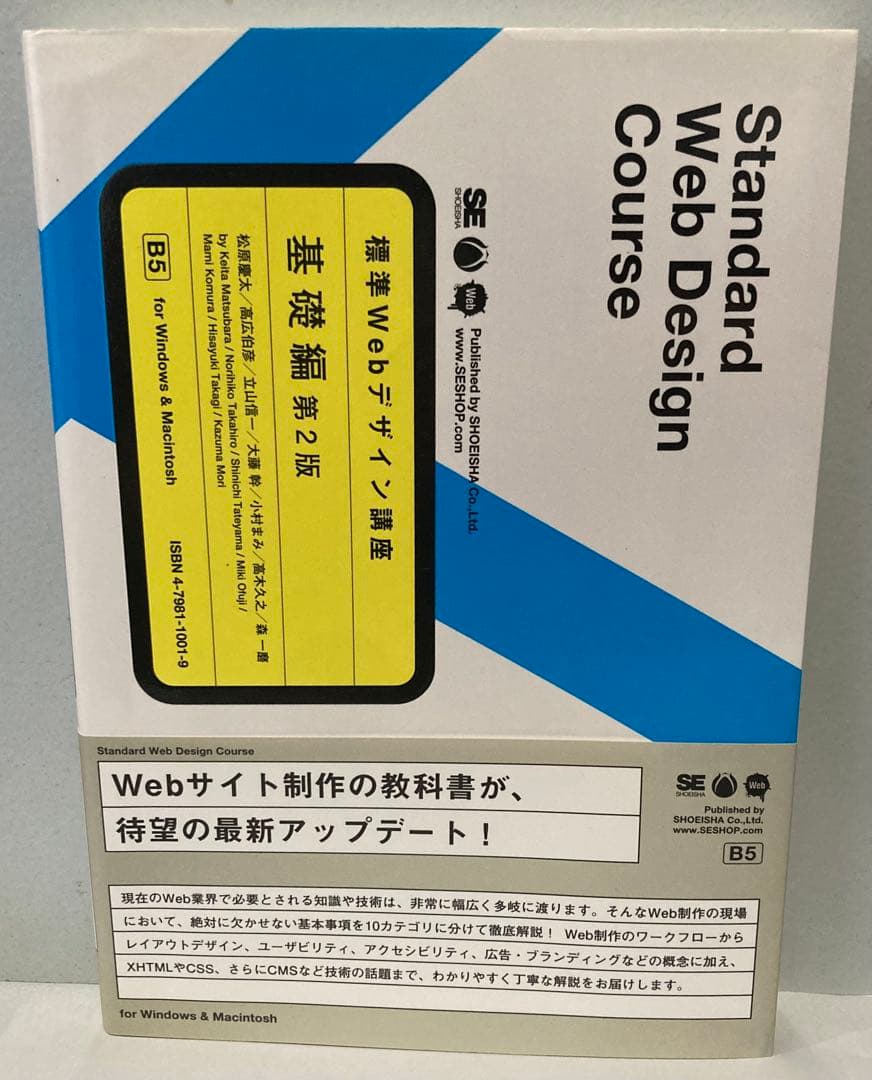 Standard
Web Design
Course
SE
SHOEISHA
Web
Published by SHOEISHA Co.,Ltd.
www.SESHOP.com
標準Webデザイン講座
基礎編 第2版
松原慶太／高広伯彦／立山信一／大藤 幹／小村まみ／高木久之／森 一磨
by Keita Matsubara / Norihiko Takahiro / Shinichi Tateyama / Miki Ofuji /
Mami Komura / Hisayuki Takagi / Kazuma Mori
B5 for Windows & Macintosh ISBN 4-7981-1001-9
Standard Web Design Course
Webサイト制作の教科書が、
待望の最新アップデート！
SE
SHOEISHA
Web
Published by
SHOEISHA Co.,Ltd.
www.SESHOP.com
B5
現在のWeb業界で必要とされる知識や技術は、非常に幅広く多岐に渡ります。そんなWeb制作の現場
において、絶対に欠かせない基本事項を10カテゴリに分けて徹底解説！ Web制作のワークフローから
レイアウトデザイン、ユーザビリティ、アクセシビリティ、広告・ブランディングなどの概念に加え、
XHTMLやCSS、さらにCMSなど技術の話題まで、わかりやすく丁寧な解説をお届けします。
for Windows & Macintosh